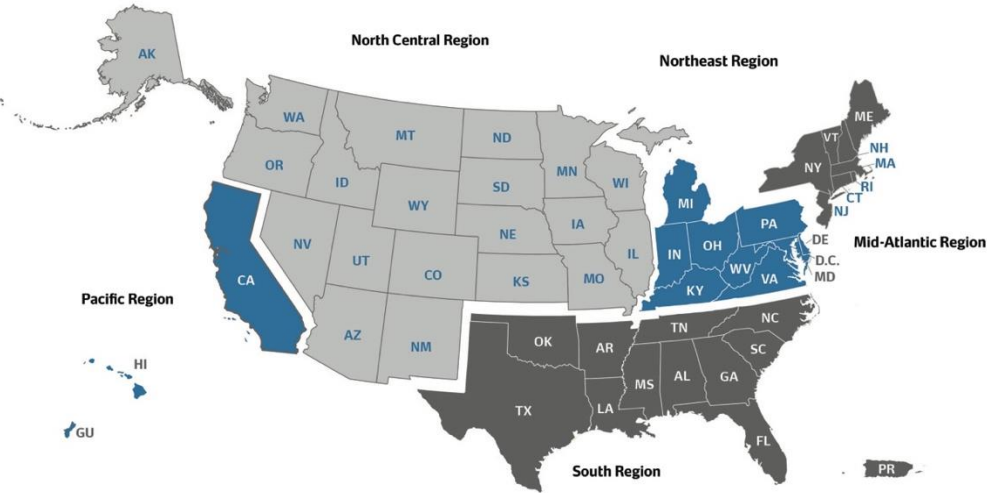 North Central Region
AK
Northeast Region
WA
MT
ND
MN
OR
ID
SD
WI
WY
IA
NE
NV
UT
CO
KS
MO
IL
AZ
NM
ME
VT
NH
NY
MA
RI
CT
NJ
MI
PA
IN
OH
DE
Mid-Atlantic Region
D.C.
WV
VA
MD
KY
CA
Pacific Region
HI
GU
NC
TN
OK
AR
SC
MS
AL
GA
TX
LA
FL
South Region
PR